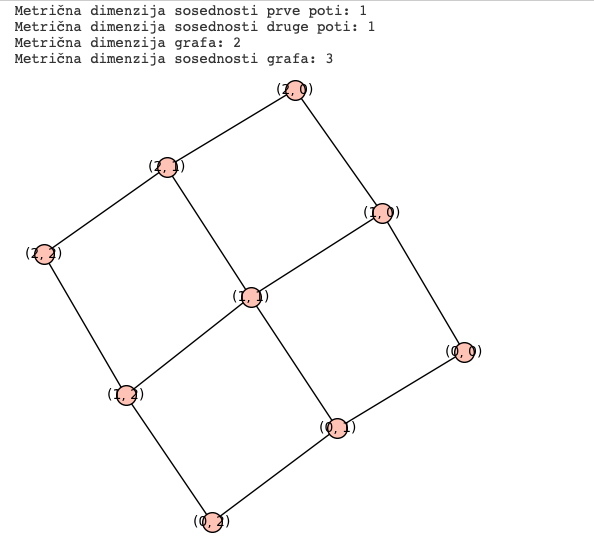 Metrična dimenzija sosednosti prve poti: 1
Metrična dimenzija sosednosti druge poti: 1
Metrična dimenzija grafa: 2
Metrična dimenzija sosednosti grafa: 3
(2, 0)
(2, 1)
(1, 0)
(2, 2)
(1, 1)
(0, 0)
(1, 2)
(0, 1)
(0, 2)